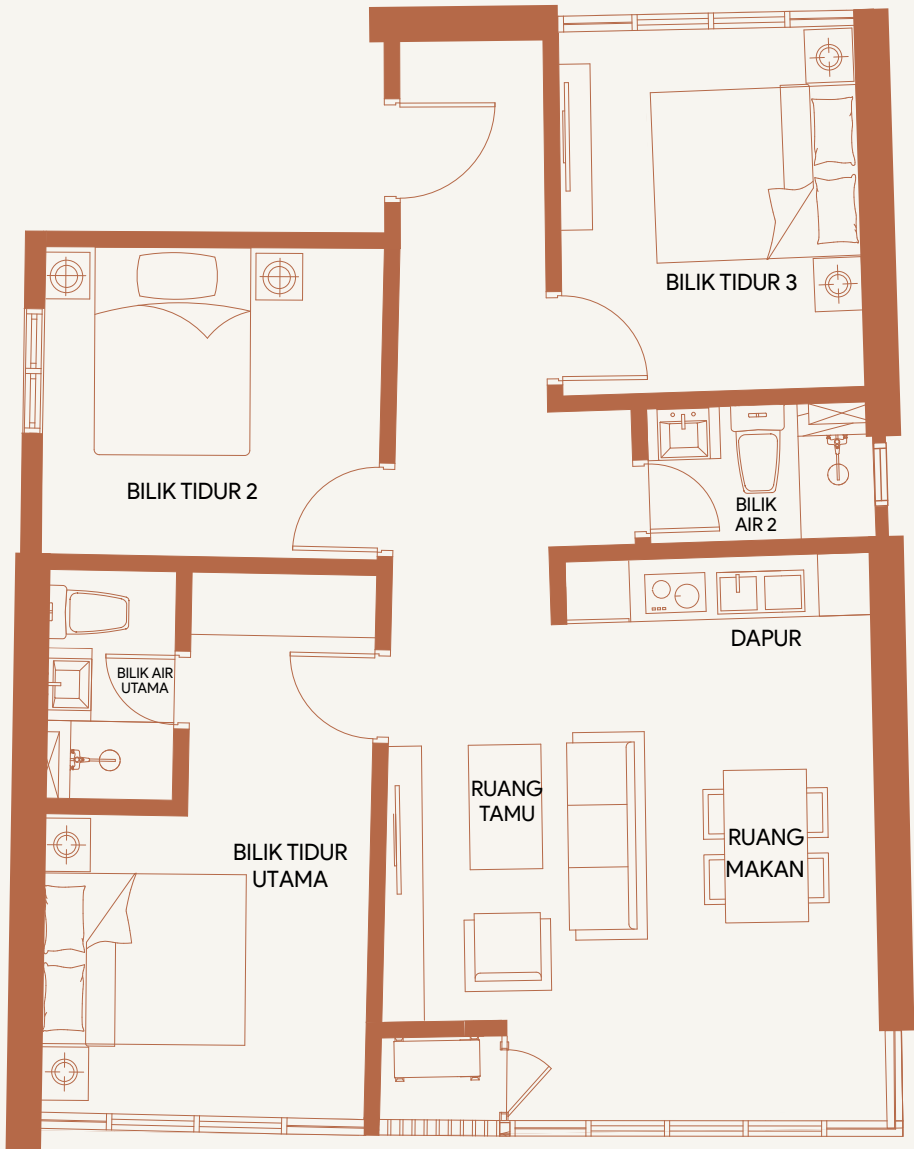 BILIK TIDUR 3
BILIK TIDUR 2
BILIK
AIR 2
DAPUR
BILIK AIR
UTAMA
RUANG
TAMU
RUANG
MAKAN
BILIK TIDUR
UTAMA